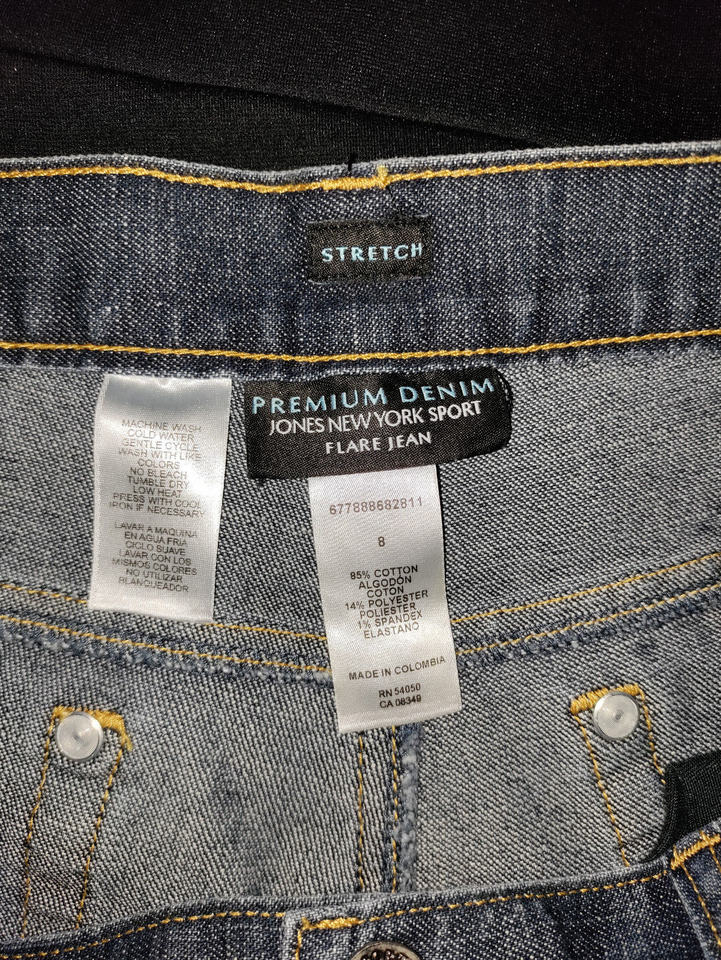 STRETCH
PREMIUM DENIM
JONES NEW YORK SPORT
FLARE JEAN
MACHINE WASH
COLD WATER
GENTLE CYCLE
WASH WITH LIKE
COLORS
NO BLEACH
TUMBLE DRY
LOW HEAT
PRESS WITH COOL
IRON IF NECESSARY
LAVAR A MAQUINA
EN AGUA FRIA
CICLO SUAVE
LAVAR CON LOS
MISMOS COLORES
NO UTILIZAR
BLANQUEADOR
677888682811
8
85% COTTON
ALGODÓN
COTON
14% POLYESTER
POLIESTER
1% SPANDEX
ELASTANO
MADE IN COLOMBIA
RN 54050
CA 08349